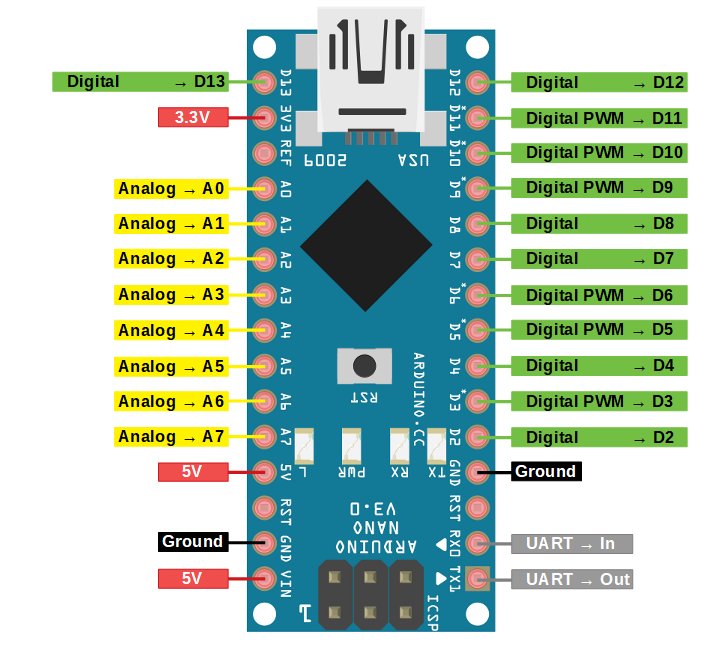 Digital → D13
3.3V
Analog → A0
Analog → A1
Analog → A2
Analog → A3
Analog → A4
Analog → A5
Analog → A6
Analog → A7
5V
Ground
5V
D13
3V3
REF
A0
A1
A2
A3
A4
A5
A6
A7
5V
RST
GND
VIN
2009
USA
RST
ARDUINO.CC
L
PWR
RX
TX
V3.0
NANO
ARDUINO
1
ICSP
D12
D11*
D10*
D9*
D8
D7
D6*
D5*
D4
D3*
D2
GND
RST
RX0
TX1
Digital → D12
Digital PWM → D11
Digital PWM → D10
Digital PWM → D9
Digital → D8
Digital → D7
Digital PWM → D6
Digital PWM → D5
Digital → D4
Digital PWM → D3
Digital → D2
Ground
UART → In
UART → Out